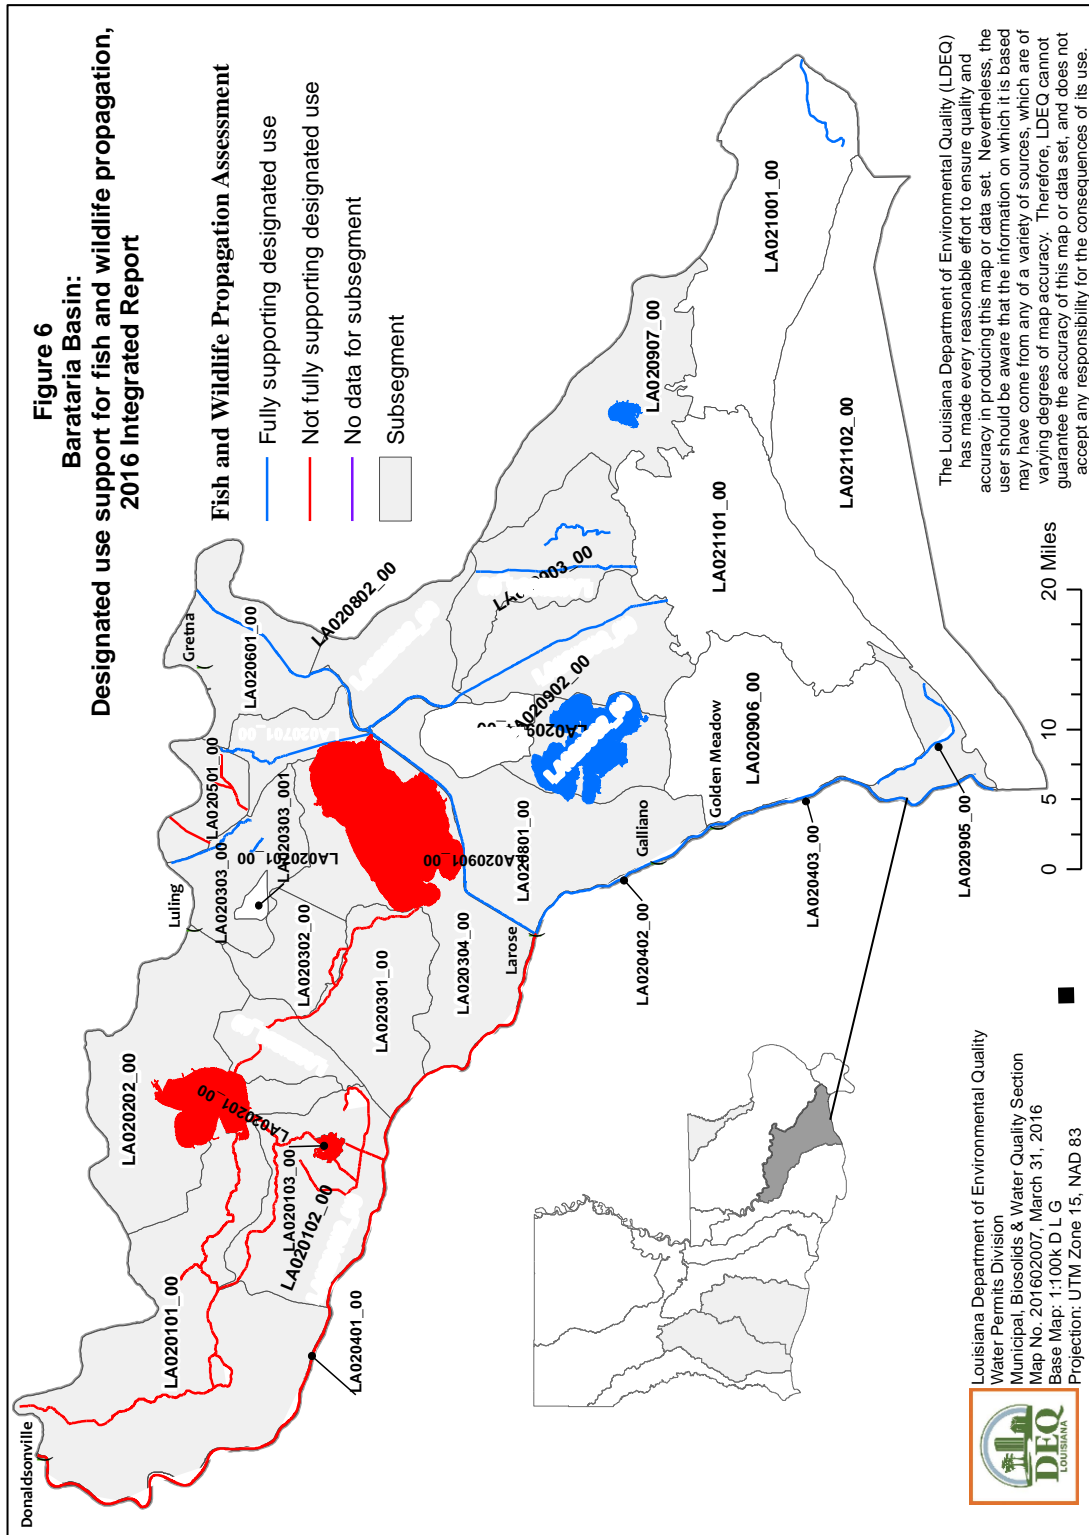 Figure 6
Barataria Basin:
Designated use support for fish and wildlife propagation,
2016 Integrated Report
Fish and Wildlife Propagation Assessment
Fully supporting designated use
Not fully supporting designated use
No data for subsegment
Subsegment
Donaldsonville
LA020101_00
LA020401_00
LA020102_00
LA020103_00
LA020201_00
LA020202_00
Luling
LA020303_00
LA020303_001
LA020302_00
LA020301_00
LA020304_00
LA020501_00
LA020701_00
LA020601_00
Gretna
LA020802_00
LA020901_00
LA020801_00
Larose
LA020902_00
LA020907_00
Galliano
Golden Meadow
LA020402_00
LA020403_00
LA020906_00
LA020905_00
LA021101_00
LA021102_00
LA021001_00
0 5 10 20 Miles
The Louisiana Department of Environmental Quality (LDEQ)
has made every reasonable effort to ensure quality and
accuracy in producing this map or data set. Nevertheless, the
user should be aware that the information on which it is based
may have come from any of a variety of sources, which are of
varying degrees of map accuracy. Therefore, LDEQ cannot
guarantee the accuracy of this map or data set, and does not
accept any responsibility for the consequences of its use.
DEQ
LOUISIANA
Louisiana Department of Environmental Quality
Water Permits Division
Municipal, Biosolids & Water Quality Section
Map No. 201602007, March 31, 2016
Base Map: 1:100k D L G
Projection: UTM Zone 15, NAD 83